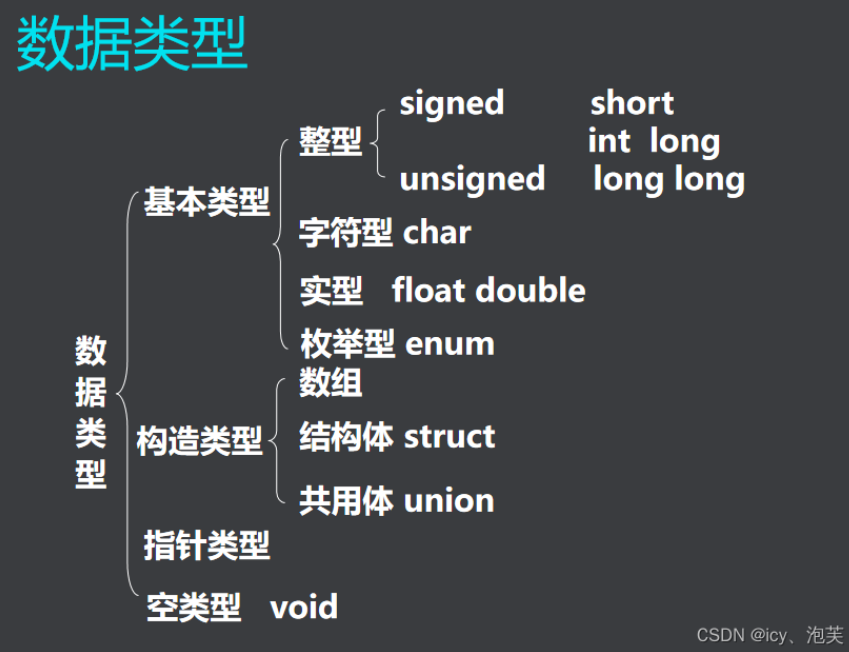 数据类型
signed short
整型 int long
unsigned long long
基本类型
字符型 char
实型 float double
枚举型 enum
数据类型
数组
构造类型 结构体 struct
共用体 union
指针类型
空类型 void
CSDN @icy、泡芙